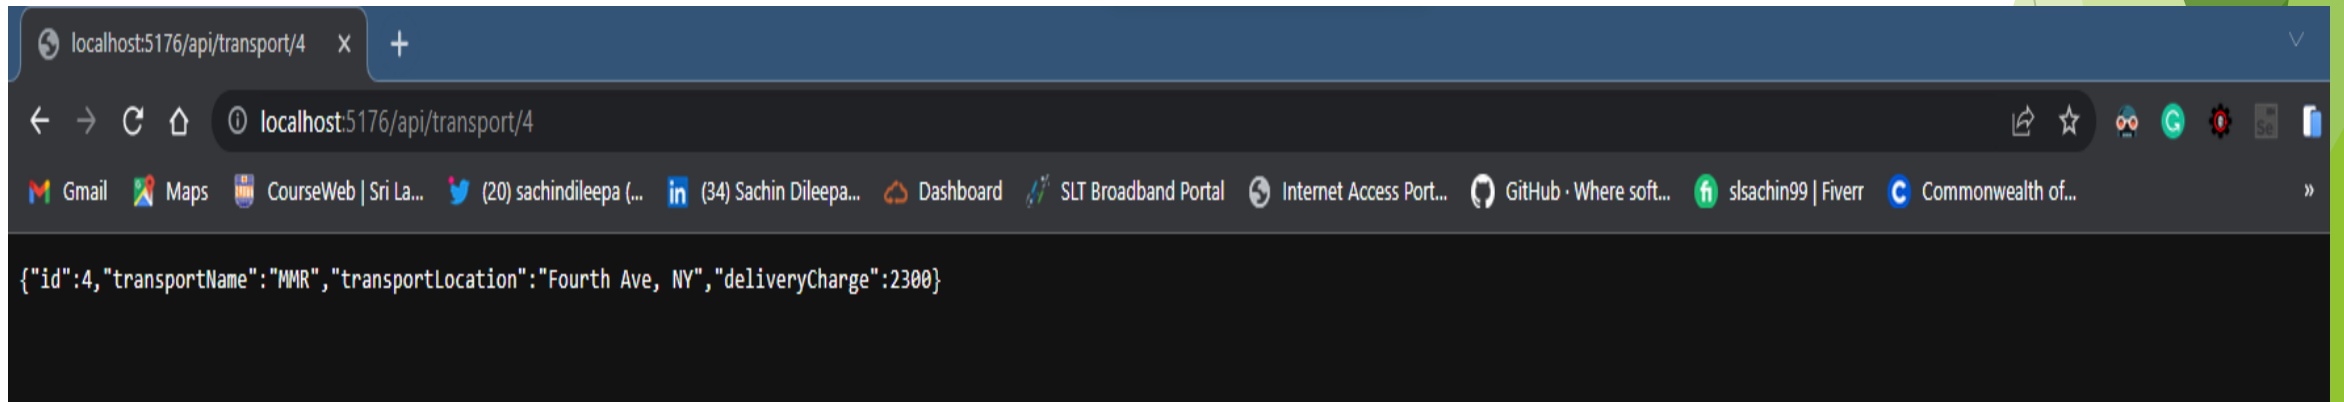 localhost:5176/api/transport/4
localhost:5176/api/transport/4
Gmail Maps CourseWeb | Sri La... (20) sachindileepa (... in (34) Sachin Dileepa... Dashboard SLT Broadband Portal Internet Access Port... GitHub · Where soft... fi slsachin99 | Fiverr C Commonwealth of... »
{"id":4,"transportName":"MMR","transportLocation":"Fourth Ave, NY","deliveryCharge":2300}